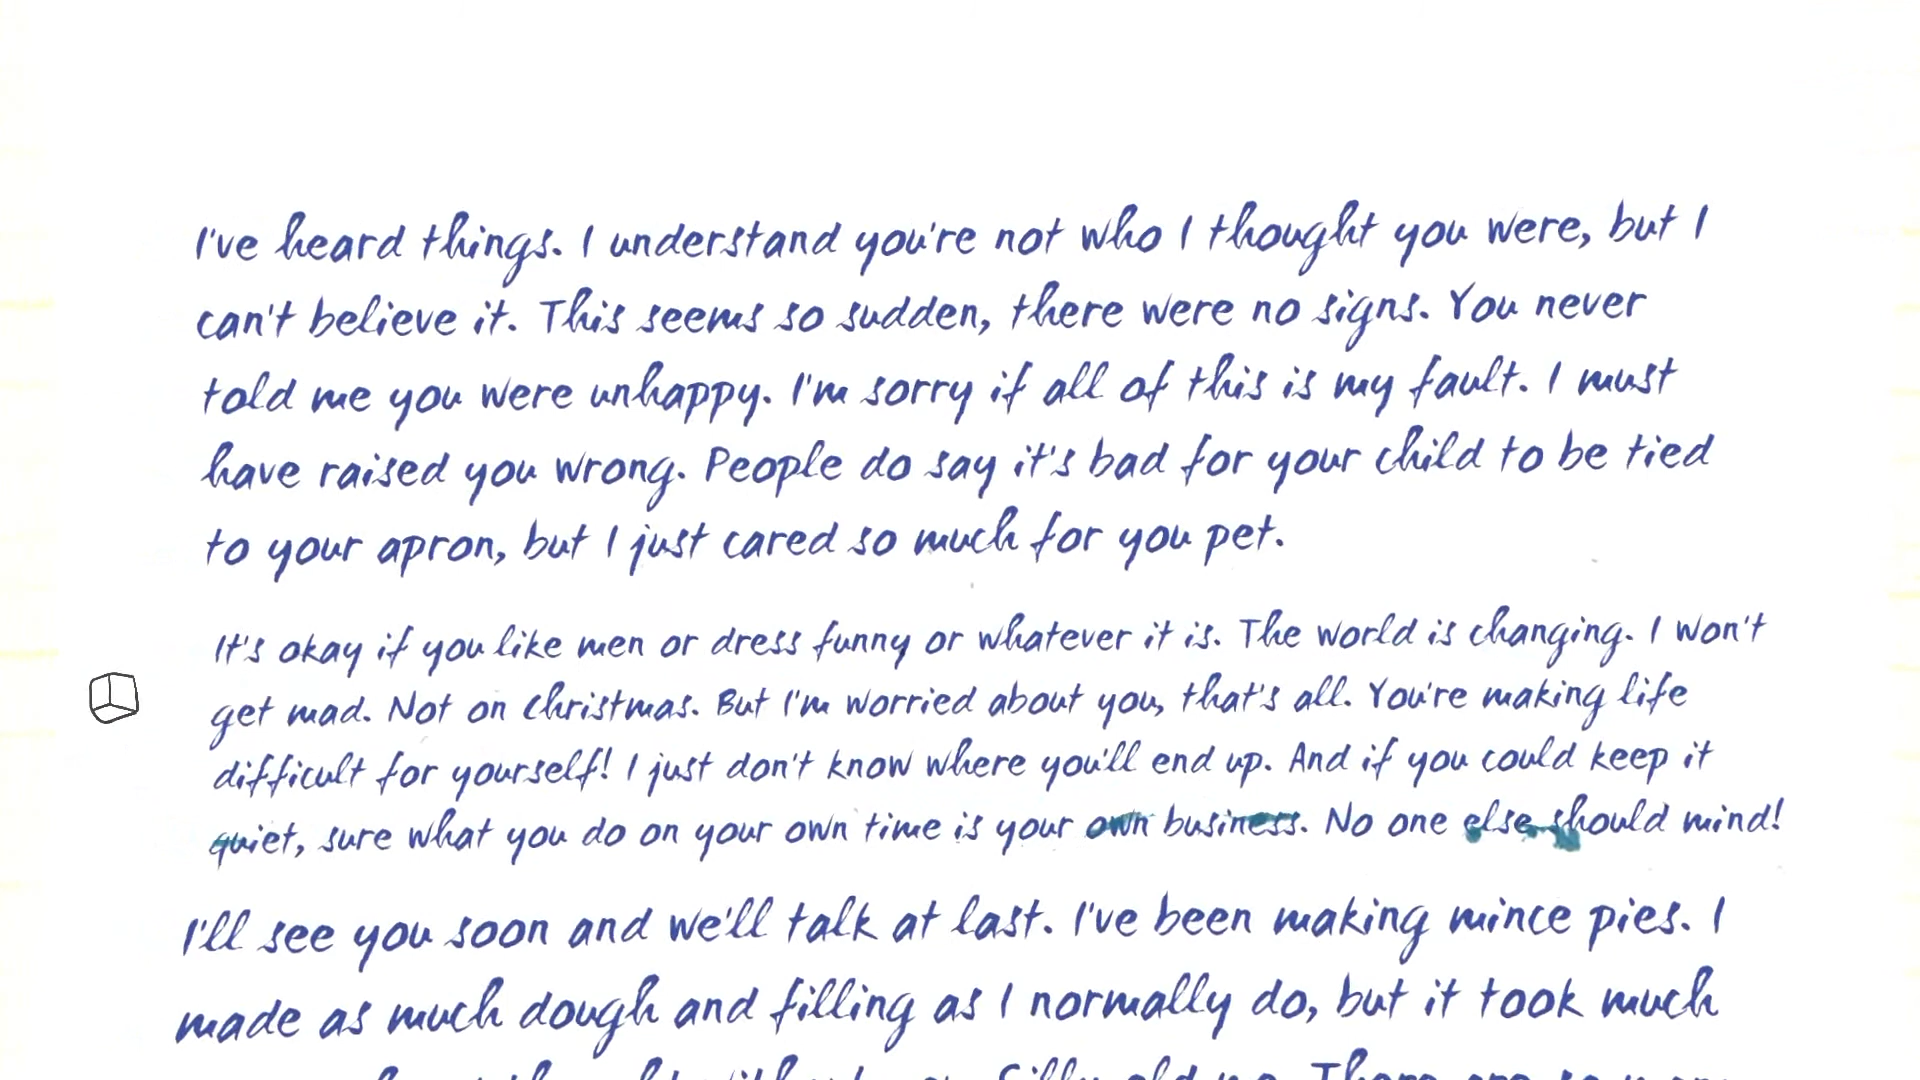 I've heard things. I understand you're not who I thought you were, but I
can't believe it. This seems so sudden, there were no signs. You never
told me you were unhappy. I'm sorry if all of this is my fault. I must
have raised you wrong. People do say it's bad for your child to be tied
to your apron, but I just cared so much for you pet.
It's okay if you like men or dress funny or whatever it is. The world is changing. I won't
get mad. Not on Christmas. But I'm worried about you, that's all. You're making life
difficult for yourself! I just don't know where you'll end up. And if you could keep it
quiet, sure what you do on your own time is your own business. No one else should mind!
I'll see you soon and we'll talk at last. I've been making mince pies. I
made as much dough and filling as I normally do, but it took much